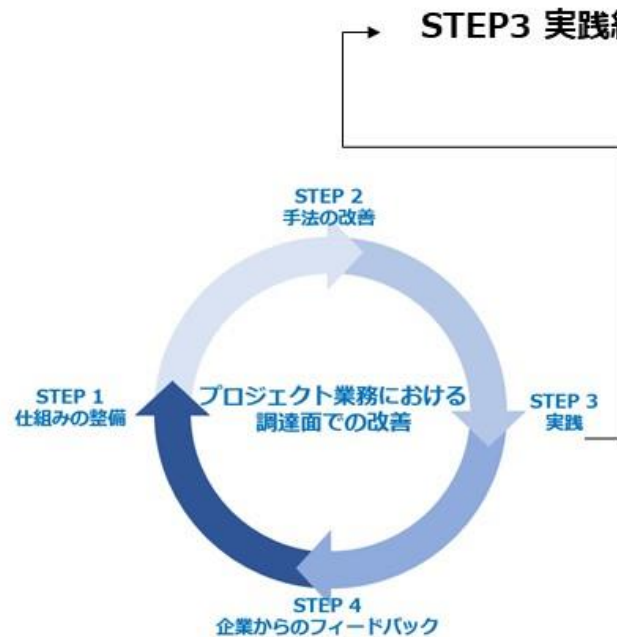 STEP3 実践
STEP 2
手法の改善
STEP 1
仕組みの整備
プロジェクト業務における
調達面での改善
STEP 3
実践
STEP 4
企業からのフィードバック